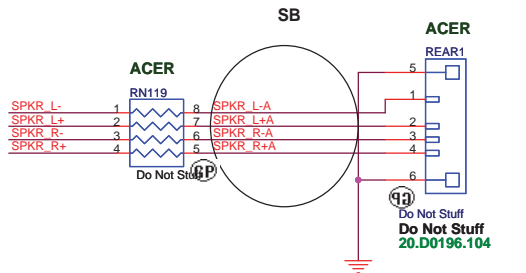 SB
ACER
REAR1
ACER
RN119
5
1
SPKR_L- 1 8 SPKR_L-A
SPKR_L+ 2 7 SPKR_L+A 2
SPKR_R- 3 6 SPKR_R-A 3
SPKR_R+ 4 5 SPKR_R+A 4
Do Not Stuff
GP
6
GP
Do Not Stuff
Do Not Stuff
20.D0196.104